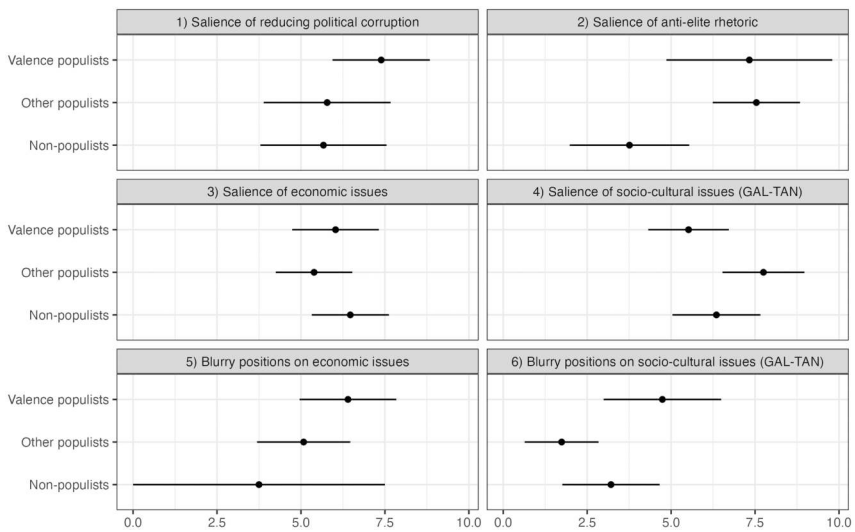 1) Salience of reducing political corruption
2) Salience of anti-elite rhetoric
Valence populists
Other populists
Non-populists
3) Salience of economic issues
4) Salience of socio-cultural issues (GAL-TAN)
Valence populists
Other populists
Non-populists
5) Blurry positions on economic issues
6) Blurry positions on socio-cultural issues (GAL-TAN)
Valence populists
Other populists
Non-populists
0.0 2.5 5.0 7.5 10.0 0.0 2.5 5.0 7.5 10.0